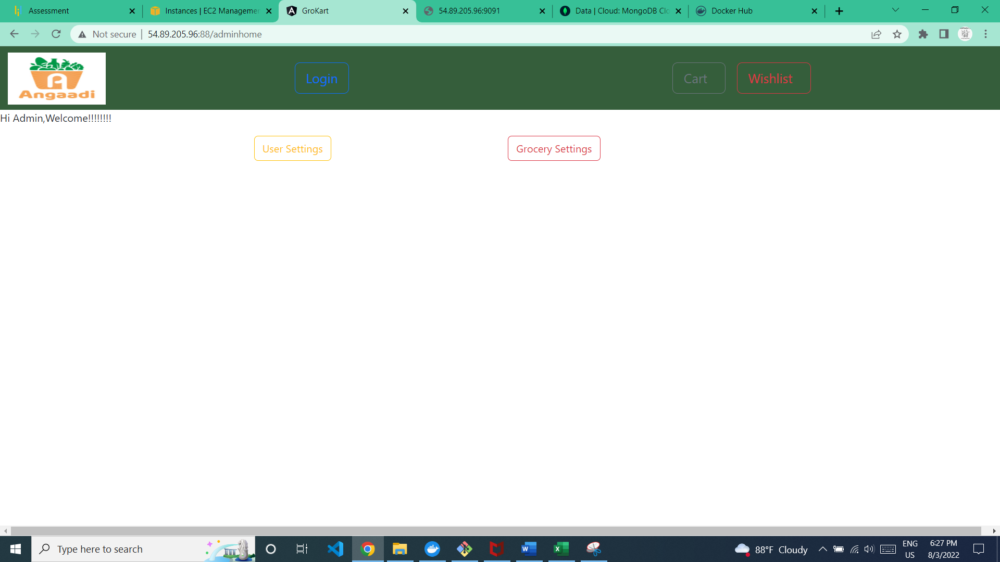 Assessment
Instances | EC2 Managemen
GroKart
54.89.205.96:9091
Data | Cloud: MongoDB Clo
Docker Hub
Not secure
54.89.205.96:88/adminhome
A
Angaadi
Login
Cart
Wishlist
Hi Admin,Welcome!!!!!!!!
User Settings
Grocery Settings
Type here to search
88°F Cloudy
ENG
US
6:27 PM
8/3/2022